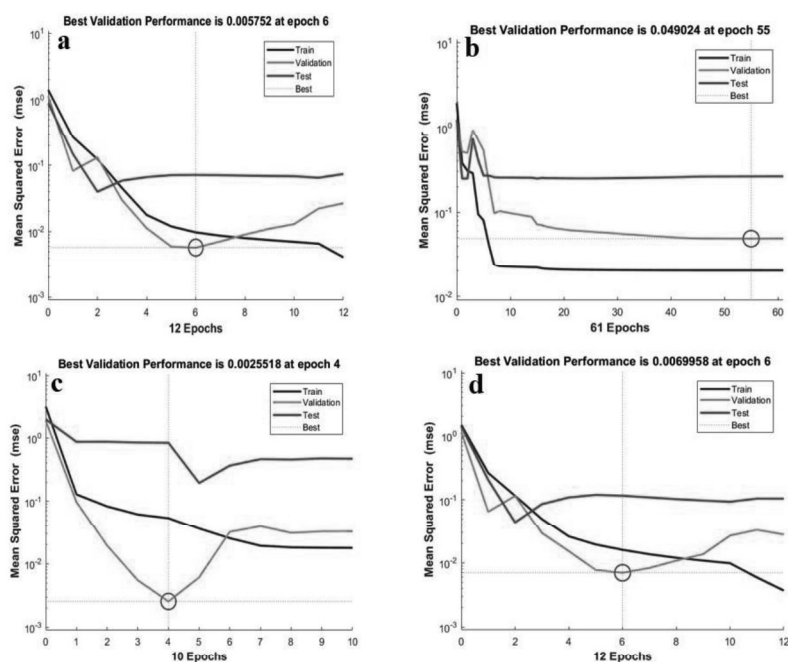 Best Validation Performance is 0.005752 at epoch 6
a
Train
Validation
Test
Best
Mean Squared Error (mse)
10^1
10^0
10^-1
10^-2
10^-3
0 2 4 6 8 10 12
12 Epochs
Best Validation Performance is 0.049024 at epoch 55
b
Train
Validation
Test
Best
Mean Squared Error (mse)
10^1
10^0
10^-1
10^-2
0 10 20 30 40 50 60
61 Epochs
Best Validation Performance is 0.0025518 at epoch 4
c
Train
Validation
Test
Best
Mean Squared Error (mse)
10^1
10^0
10^-1
10^-2
10^-3
0 1 2 3 4 5 6 7 8 9 10
10 Epochs
Best Validation Performance is 0.0069958 at epoch 6
d
Train
Validation
Test
Best
Mean Squared Error (mse)
10^1
10^0
10^-1
10^-2
10^-3
0 2 4 6 8 10 12
12 Epochs